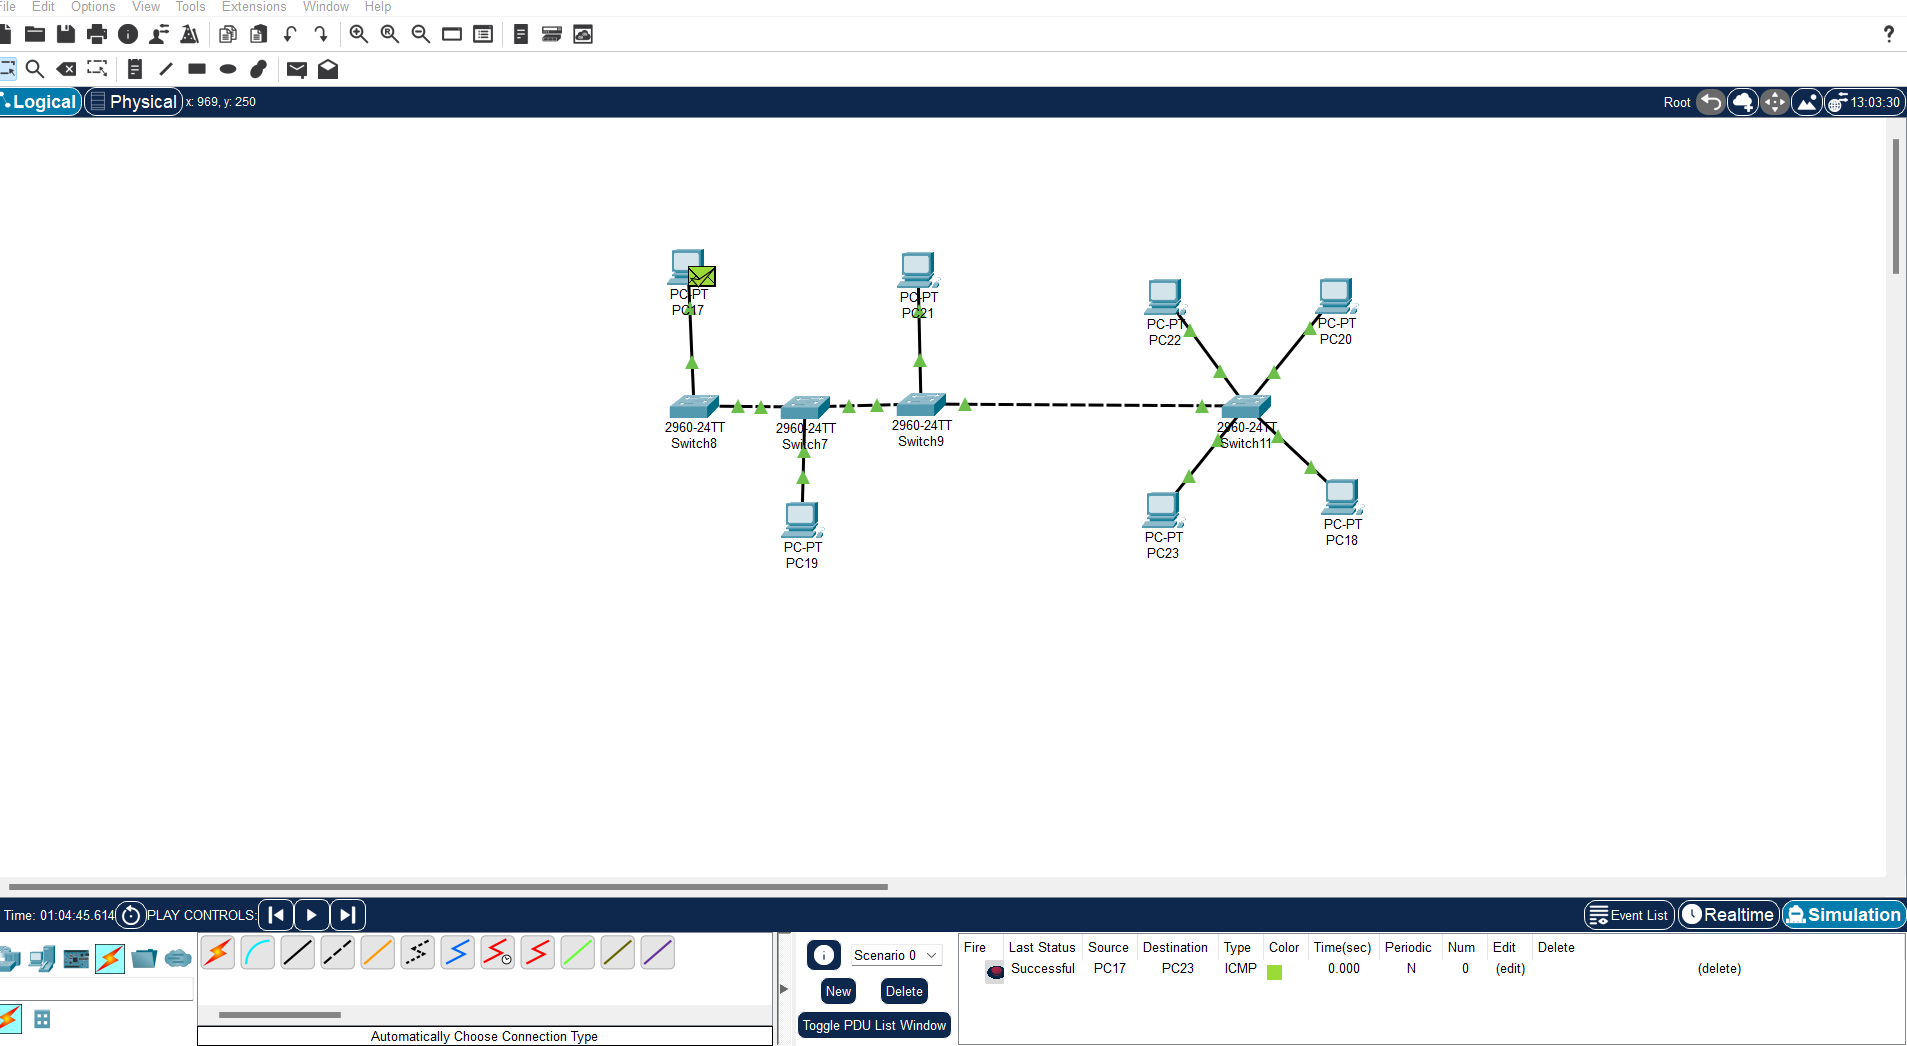 File Edit Options View Tools Extensions Window Help
?
Logical Physical x: 969, y: 250 Root 13:03:30
PC-PT
PC17
PC-PT
PC21
PC-PT
PC22
PC-PT
PC20
2960-24TT
Switch8
2960-24TT
Switch7
2960-24TT
Switch9
2960-24TT
Switch11
PC-PT
PC19
PC-PT
PC23
PC-PT
PC18
Time: 01:04:45.614 PLAY CONTROLS: Event List Realtime Simulation
Scenario 0
New Delete
Toggle PDU List Window
Fire Last Status Source Destination Type Color Time(sec) Periodic Num Edit Delete
Successful PC17 PC23 ICMP 0.000 N 0 (edit) (delete)
Automatically Choose Connection Type